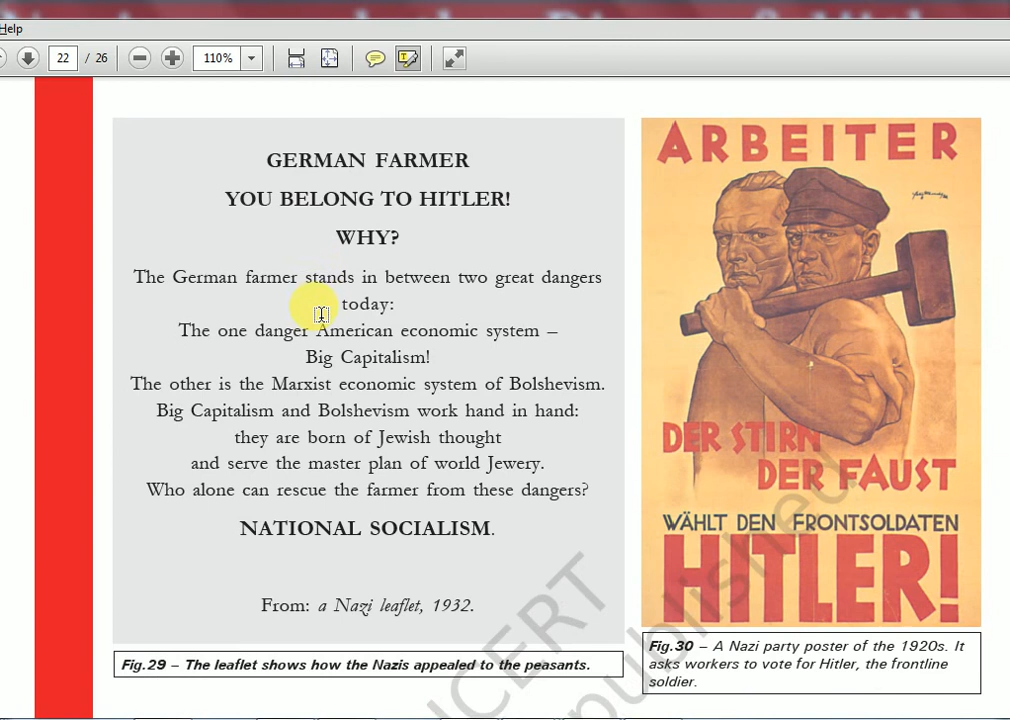 Help
22 / 26 110%
GERMAN FARMER
YOU BELONG TO HITLER!
WHY?
The German farmer stands in between two great dangers
today:
The one danger American economic system –
Big Capitalism!
The other is the Marxist economic system of Bolshevism.
Big Capitalism and Bolshevism work hand in hand:
they are born of Jewish thought
and serve the master plan of world Jewery.
Who alone can rescue the farmer from these dangers?
NATIONAL SOCIALISM.
From: a Nazi leaflet, 1932.
Fig.29 – The leaflet shows how the Nazis appealed to the peasants.
ARBEITER
DER STIRN
DER FAUST
WÄHLT DEN FRONTSOLDATEN
HITLER!
Fig.30 – A Nazi party poster of the 1920s. It
asks workers to vote for Hitler, the frontline
soldier.
NCERT
published